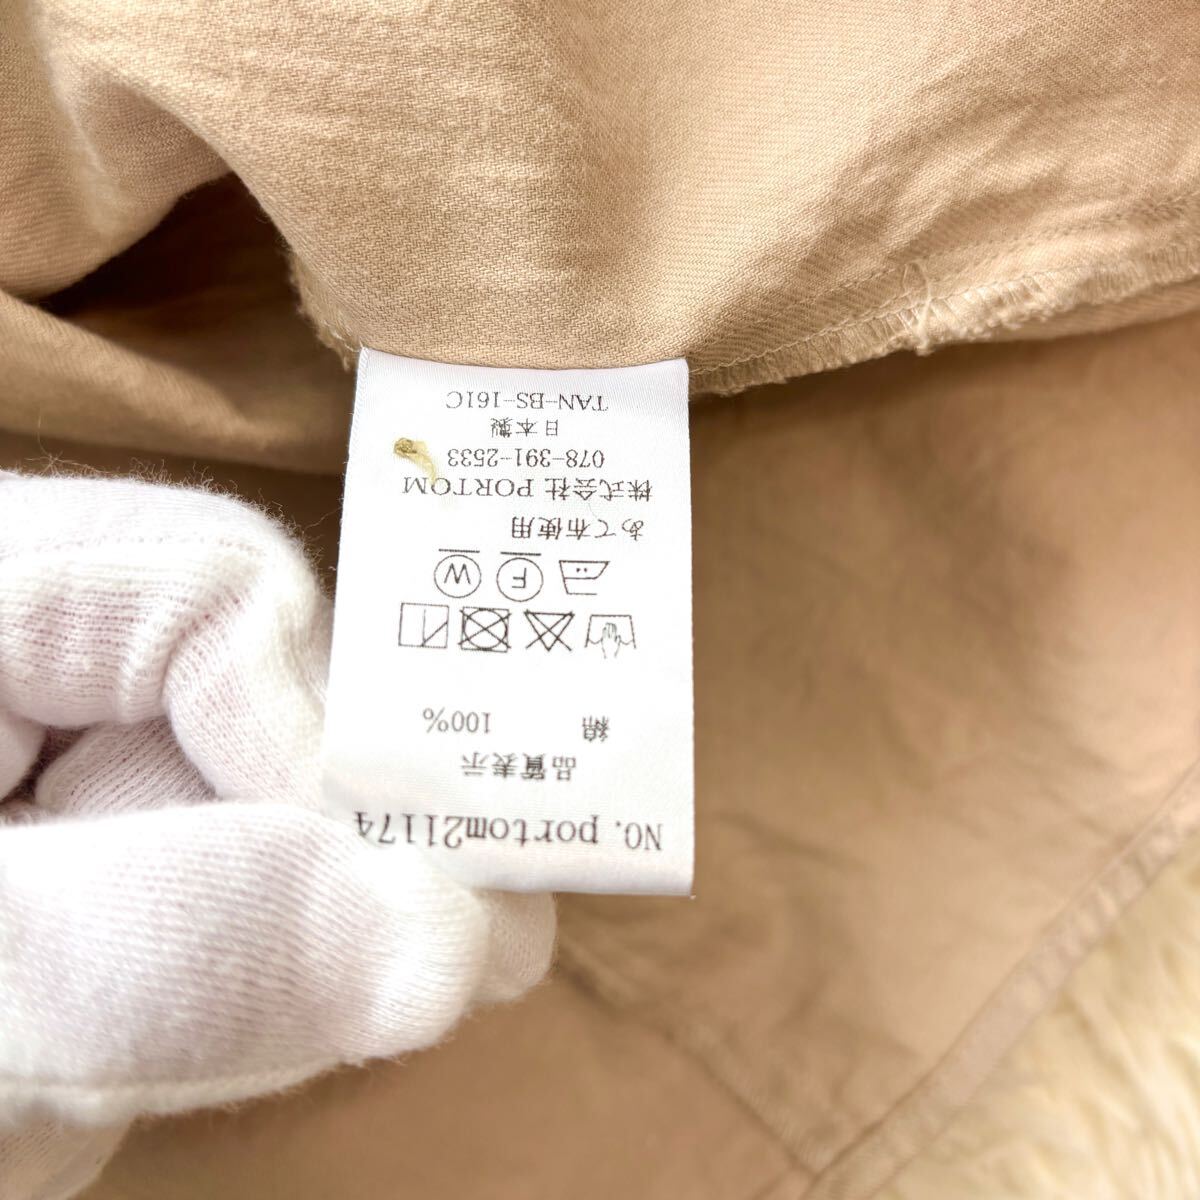 NO. portom21174
品質表示
綿 100%
F W
あて布使用
株式会社 PORTOM
078-391-2533
日本製
TAN-BS-161C